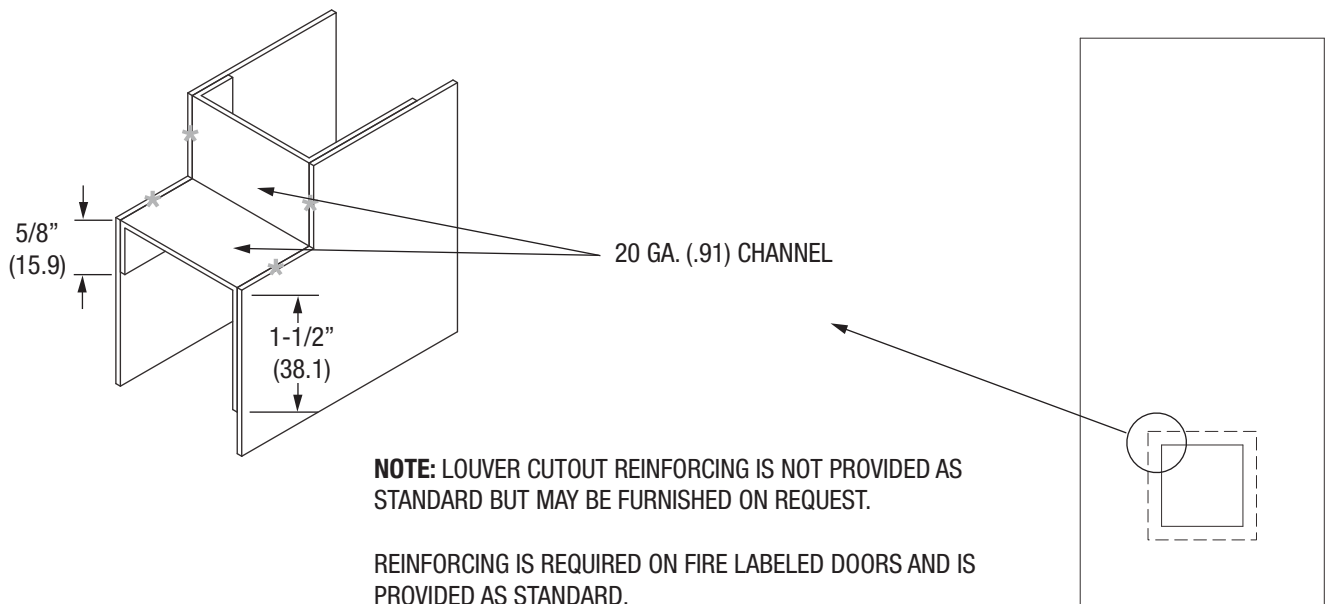 5/8”
(15.9)
20 GA. (.91) CHANNEL
1-1/2”
(38.1)
NOTE: LOUVER CUTOUT REINFORCING IS NOT PROVIDED AS
STANDARD BUT MAY BE FURNISHED ON REQUEST.
REINFORCING IS REQUIRED ON FIRE LABELED DOORS AND IS
PROVIDED AS STANDARD.